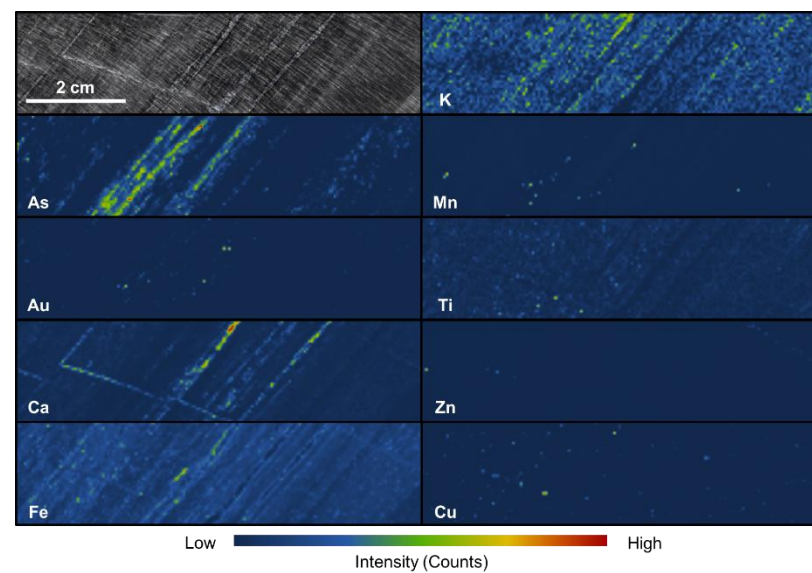 2 cm
K
As
Mn
Au
Ti
Ca
Zn
Fe
Cu
Low High
Intensity (Counts)